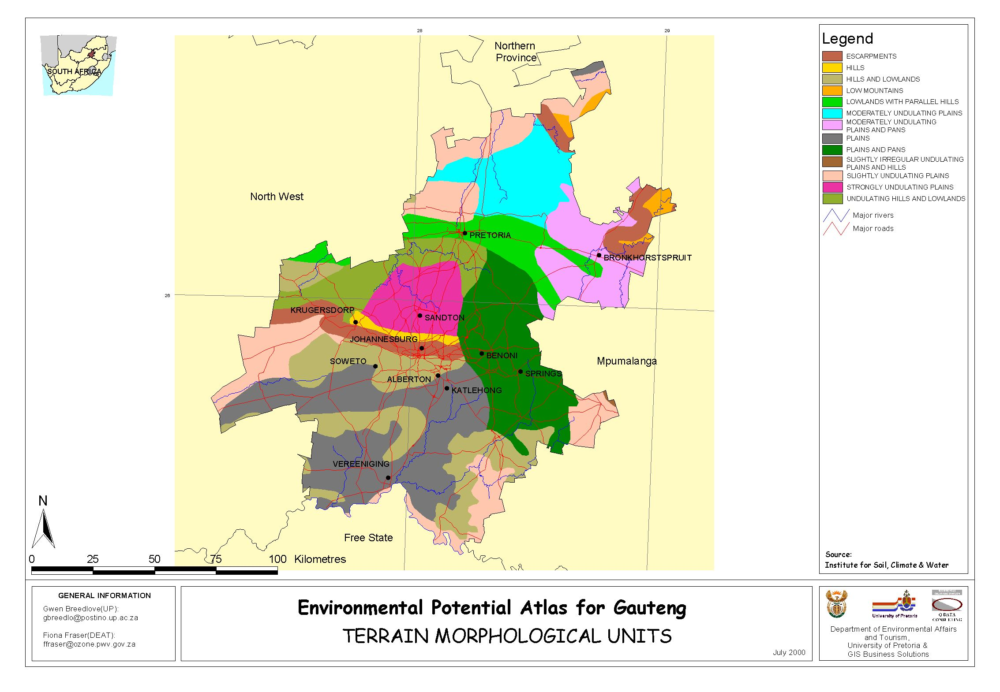 SOUTH AFRICA
28
29
26
Northern
Province
North West
Mpumalanga
Free State
PRETORIA
BRONKHORSTSPRUIT
KRUGERSDORP
SANDTON
JOHANNESBURG
BENONI
SOWETO
SPRINGS
ALBERTON
KATLEHONG
VEREENIGING
N
0 25 50 75 100 Kilometres
Legend
ESCARPMENTS
HILLS
HILLS AND LOWLANDS
LOW MOUNTAINS
LOWLANDS WITH PARALLEL HILLS
MODERATELY UNDULATING PLAINS
MODERATELY UNDULATING
PLAINS AND PANS
PLAINS
PLAINS AND PANS
SLIGHTLY IRREGULAR UNDULATING
PLAINS AND HILLS
SLIGHTLY UNDULATING PLAINS
STRONGLY UNDULATING PLAINS
UNDULATING HILLS AND LOWLANDS
Major rivers
Major roads
Source:
Institute for Soil, Climate & Water
GENERAL INFORMATION
Gwen Breedlove(UP):
gbreedlo@postino.up.ac.za
Fiona Fraser(DEAT):
ffraser@ozone.pwv.gov.za
Environmental Potential Atlas for Gauteng
TERRAIN MORPHOLOGICAL UNITS
July 2000
University of Pretoria
GIS BUSINESS
SOLUTIONS DIVISION
Q DATA
CONSULTING
Department of Environmental Affairs
and Tourism,
University of Pretoria &
GIS Business Solutions